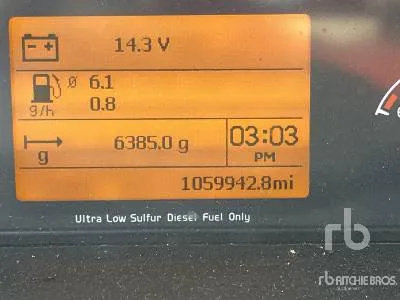 14.3 V
ø 6.1
g/h 0.8
g 6385.0 g
03:03
PM
1059942.8mi
Ultra Low Sulfur Diesel Fuel Only
rb
rb RITCHIE BROS.